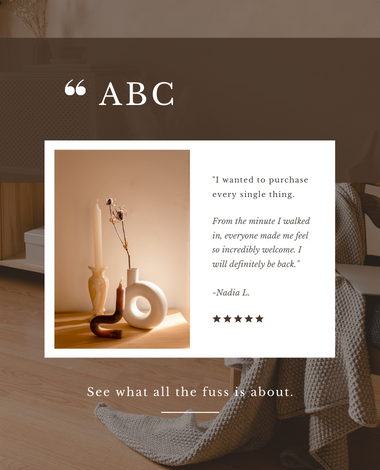 ❝ ABC
"I wanted to purchase
every single thing.
From the minute I walked
in, everyone made me feel
so incredibly welcome. I
will definitely be back."
-Nadia L.
★★★★★
See what all the fuss is about.